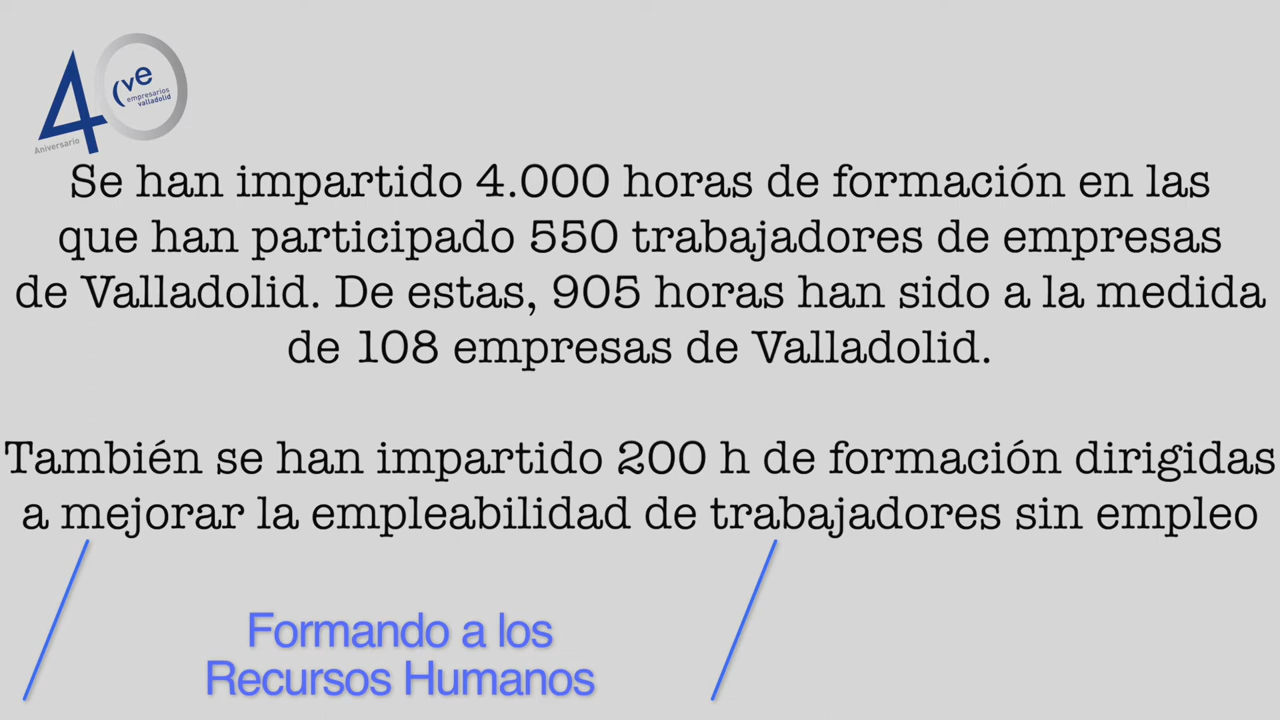 40
cve
empresarios
valladolid
Aniversario
Se han impartido 4.000 horas de formación en las
que han participado 550 trabajadores de empresas
de Valladolid. De estas, 905 horas han sido a la medida
de 108 empresas de Valladolid.
También se han impartido 200 h de formación dirigidas
a mejorar la empleabilidad de trabajadores sin empleo
Formando a los
Recursos Humanos